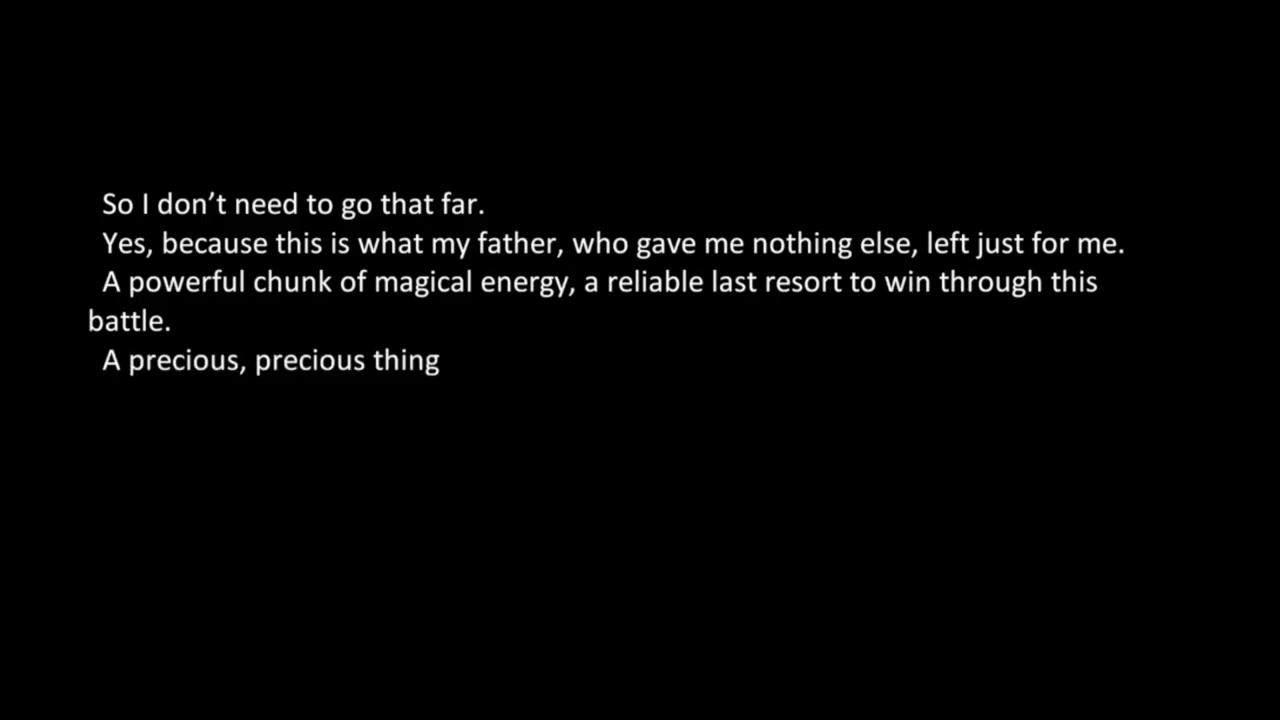 So I don’t need to go that far.
Yes, because this is what my father, who gave me nothing else, left just for me.
A powerful chunk of magical energy, a reliable last resort to win through this
battle.
A precious, precious thing